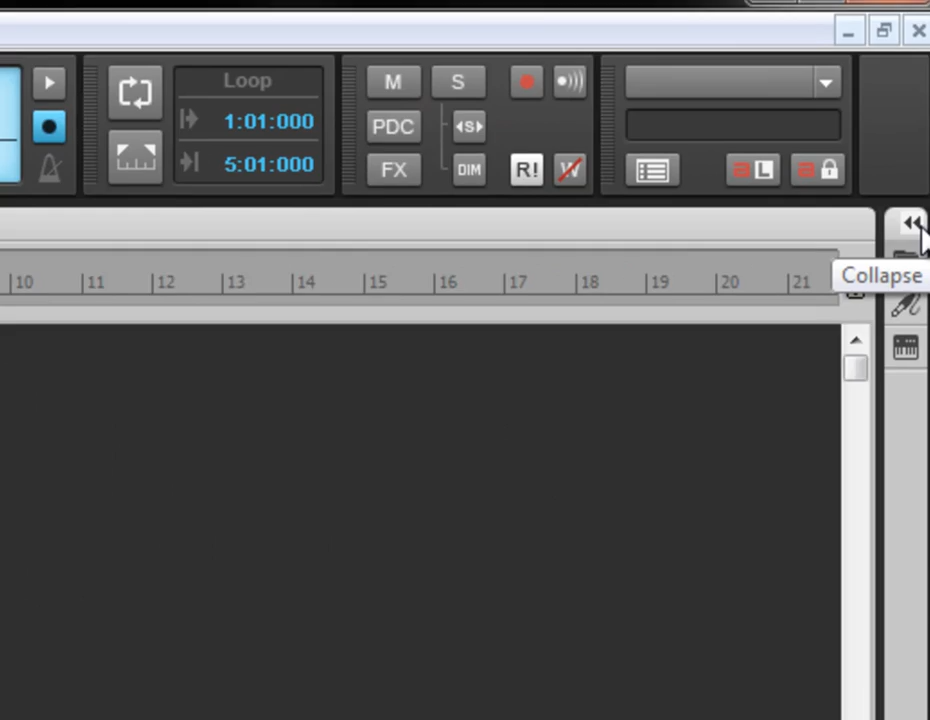 Loop
1:01:000
5:01:000
M S
PDC S
FX DIM R! W
a L a
10 11 12 13 14 15 16 17 18 19 20 21
Collapse